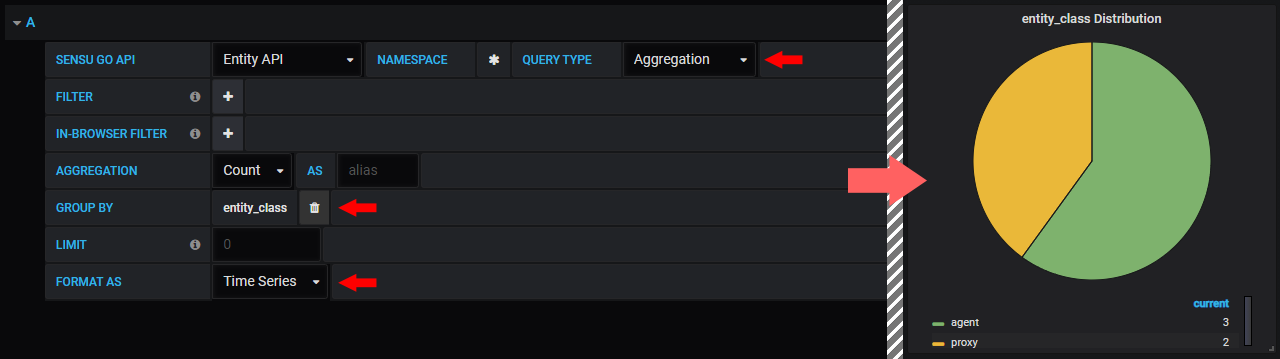 A
SENSU GO API Entity API NAMESPACE ✱ QUERY TYPE Aggregation
FILTER
IN-BROWSER FILTER
AGGREGATION Count AS alias
GROUP BY entity_class
LIMIT 0
FORMAT AS Time Series
entity_class Distribution
current
agent 3
proxy 2